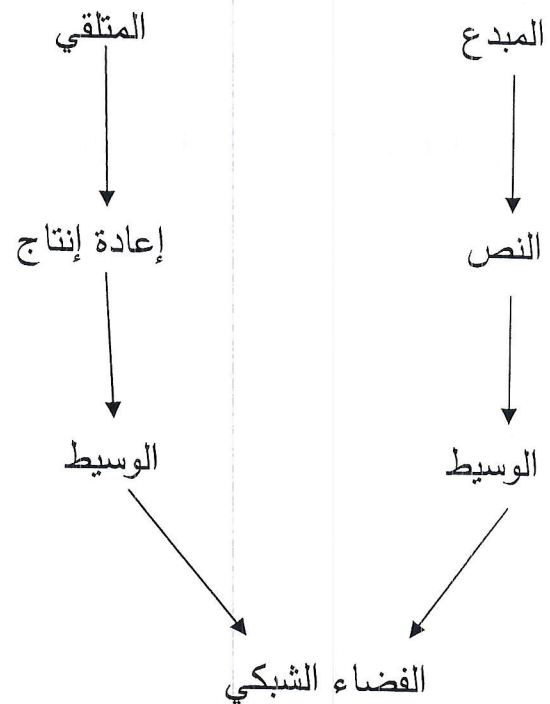 المبدع
المتلقي
النص
إعادة إنتاج
الوسيط
الوسيط
الفضاء الشبكي